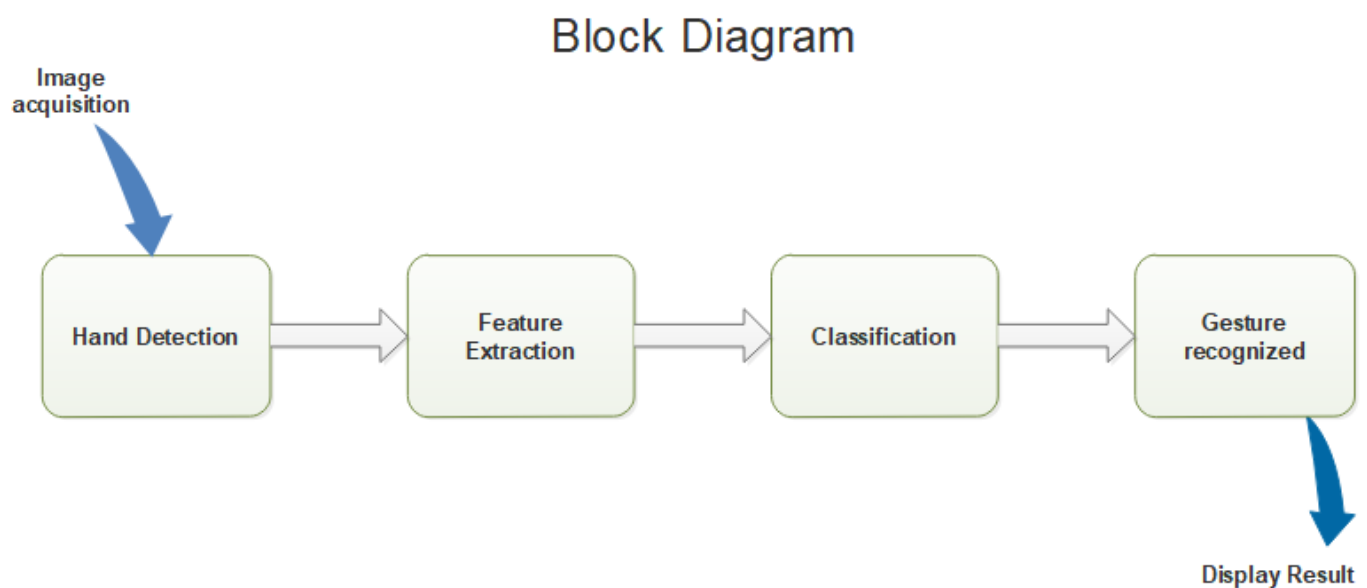 Block Diagram
Image
acquisition
Hand Detection
Feature
Extraction
Classification
Gesture
recognized
Display Result